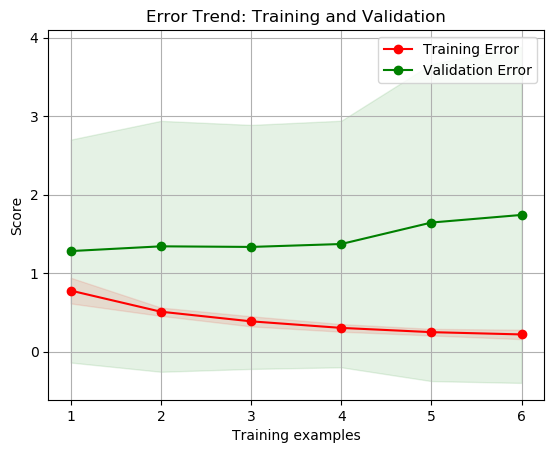 Error Trend: Training and Validation
Training Error
Validation Error
Score
4
3
2
1
0
1 2 3 4 5 6
Training examples